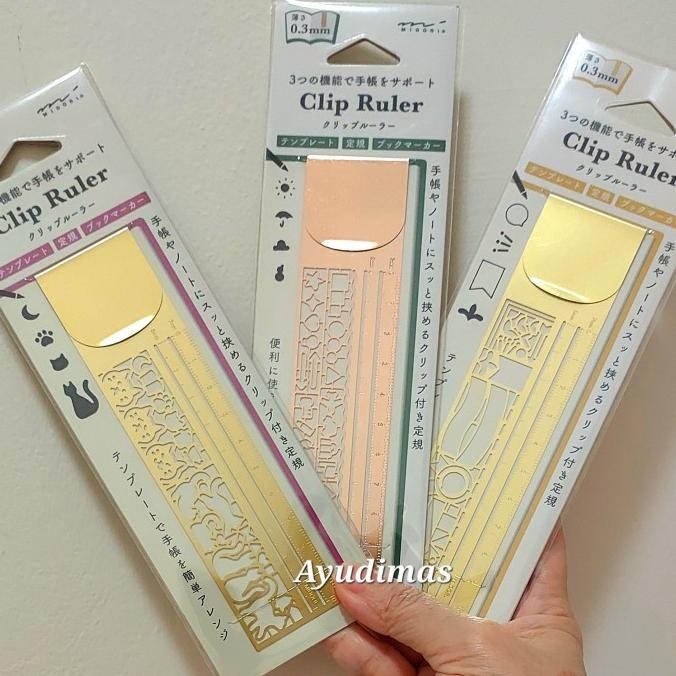 MIDORI
機能で手帳をサポート
Clip Ruler
クリップルーラー
テンプレート 定規 ブックマーカー
手帳やノートにスッと挟めるクリップ付き定規
テンプレートで手帳を簡単アレンジ
薄さ
0.3mm
MIDORI
3つの機能で手帳をサポート
Clip Ruler
クリップルーラー
テンプレート 定規 ブックマーカー
手帳やノートにスッと挟めるクリップ付き定規
便利に使
薄さ
0.3mm
3つの機能で手帳をサポ
Clip Ruler
クリップルーラー
テンプレート 定規 ブックマーカー
手帳やノートにスッと挟めるクリップ付き定規
テン
Ayudimas